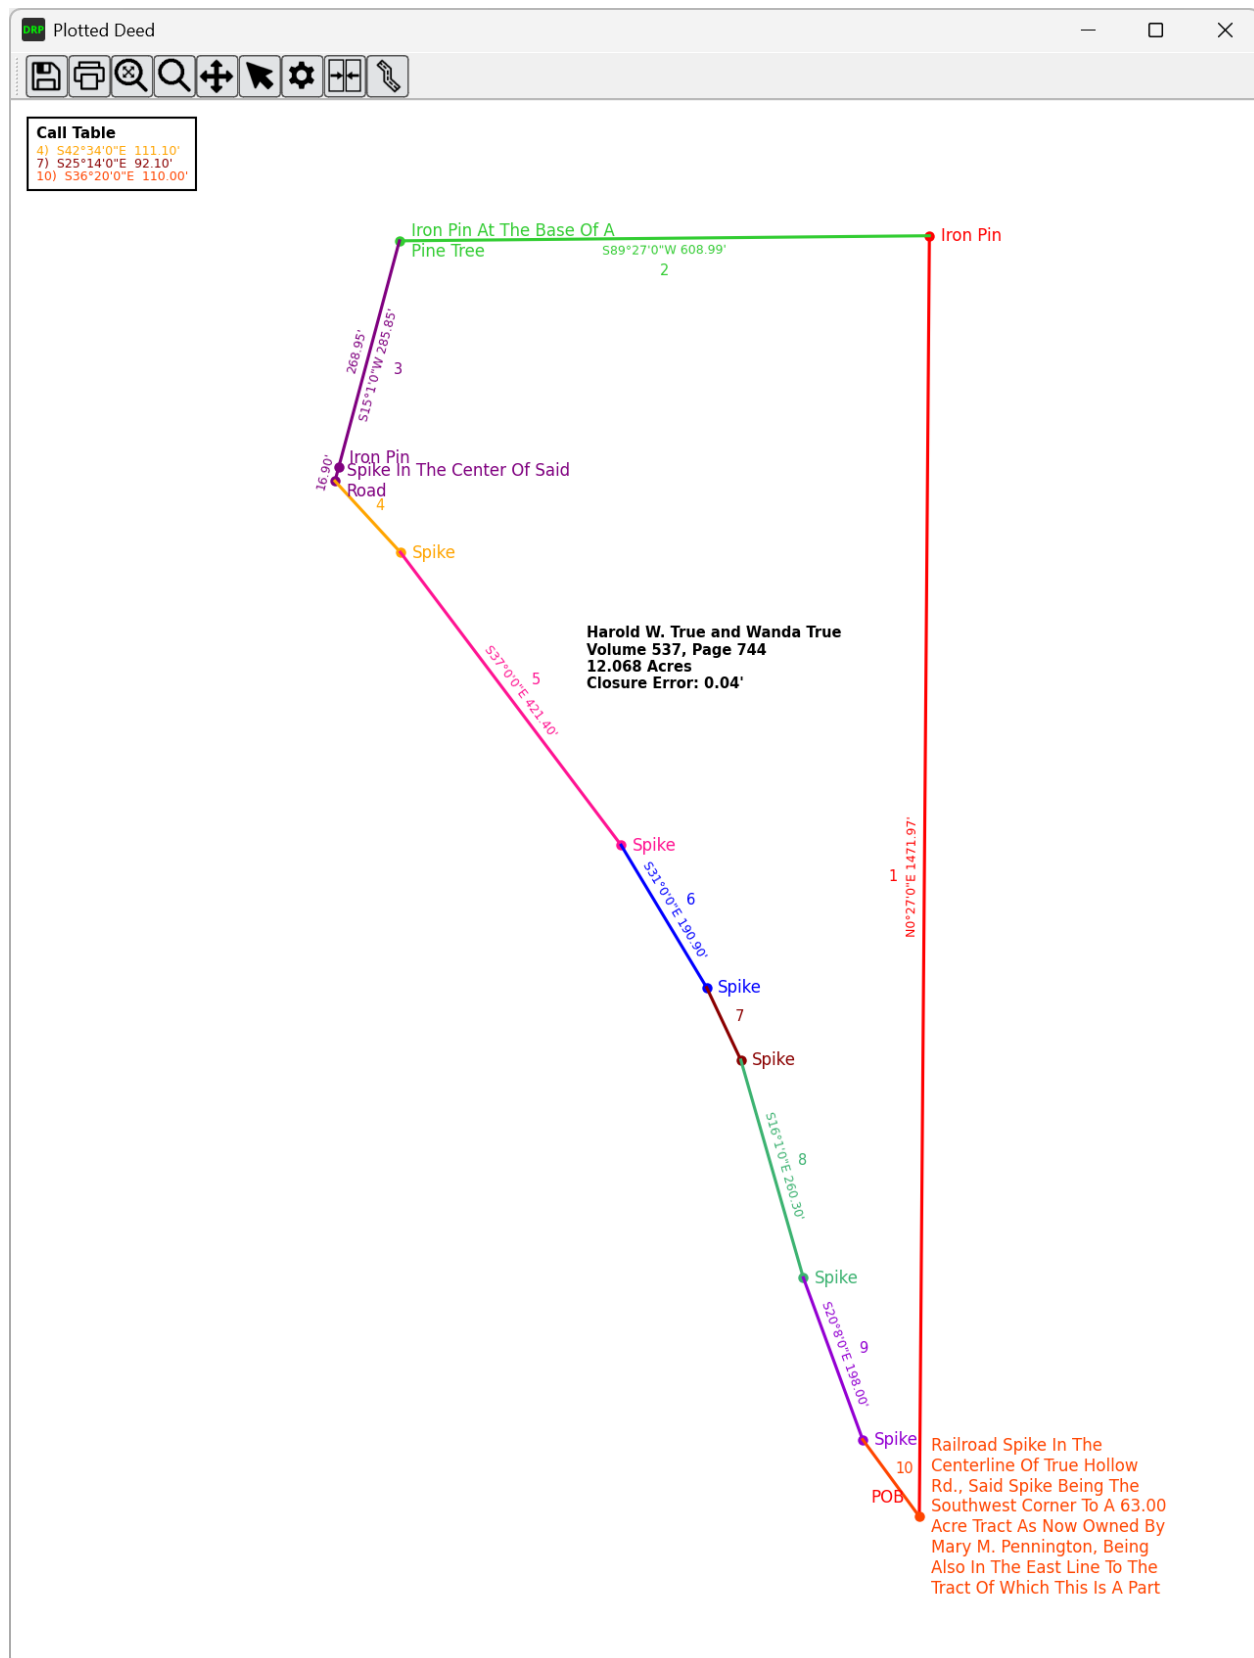 DRP Plotted Deed
Call Table
4) S42°34'0"E 111.10'
7) S25°14'0"E 92.10'
10) S36°20'0"E 110.00'
Iron Pin At The Base Of A
Pine Tree
S89°27'0"W 608.99'
2
Iron Pin
268.95'
S15°1'0"W 285.85'
3
Iron Pin
16.90'
Spike In The Center Of Said
Road
4
Spike
Harold W. True and Wanda True
Volume 537, Page 744
12.068 Acres
Closure Error: 0.04'
S37°0'0"E 421.40'
5
Spike
1
N0°27'0"E 1471.97'
S31°0'0"E 190.90'
6
Spike
7
Spike
S16°1'0"E 260.30'
8
Spike
S20°8'0"E 198.00'
9
Spike
10
POB
Railroad Spike In The
Centerline Of True Hollow
Rd., Said Spike Being The
Southwest Corner To A 63.00
Acre Tract As Now Owned By
Mary M. Pennington, Being
Also In The East Line To The
Tract Of Which This Is A Part